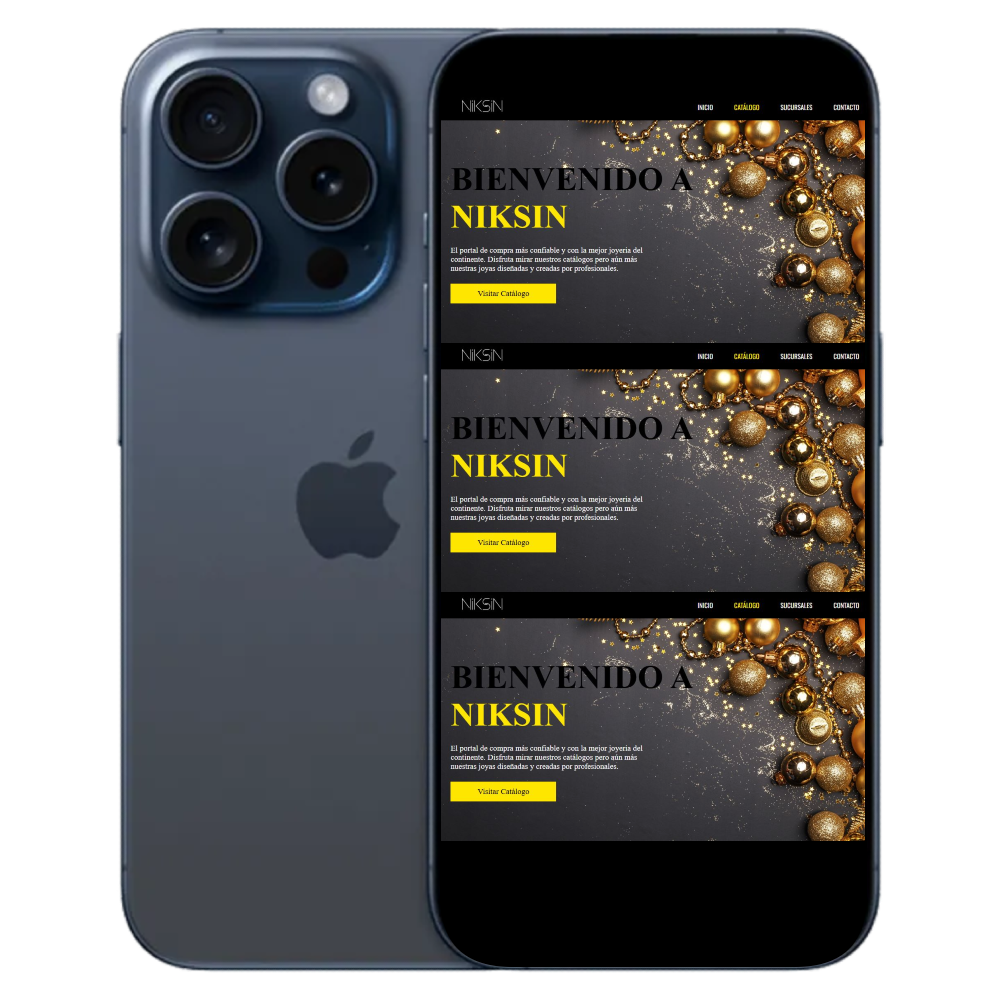 NiKSiN
INICIO CATÁLOGO SUCURSALES CONTACTO
BIENVENIDO A
NIKSIN
El portal de compra más confiable y con la mejor joyería del
continente. Disfruta mirar nuestros catálogos pero aún más
nuestras joyas diseñadas y creadas por profesionales.
Visitar Catálogo
NiKSiN
INICIO CATÁLOGO SUCURSALES CONTACTO
BIENVENIDO A
NIKSIN
El portal de compra más confiable y con la mejor joyería del
continente. Disfruta mirar nuestros catálogos pero aún más
nuestras joyas diseñadas y creadas por profesionales.
Visitar Catálogo
NiKSiN
INICIO CATÁLOGO SUCURSALES CONTACTO
BIENVENIDO A
NIKSIN
El portal de compra más confiable y con la mejor joyería del
continente. Disfruta mirar nuestros catálogos pero aún más
nuestras joyas diseñadas y creadas por profesionales.
Visitar Catálogo